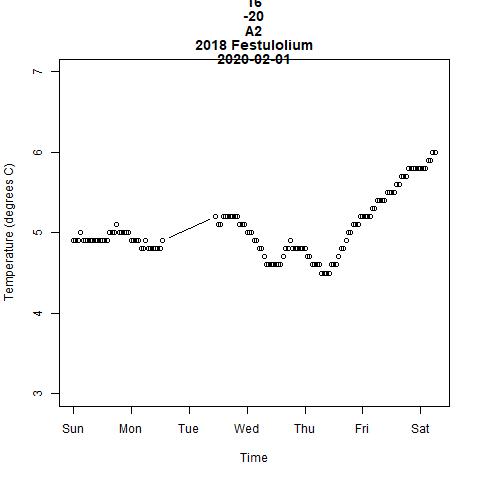 16
-20
A2
2018 Festulolium
2020-02-01
Temperature (degrees C)
7
6
5
4
3
Sun Mon Tue Wed Thu Fri Sat
Time